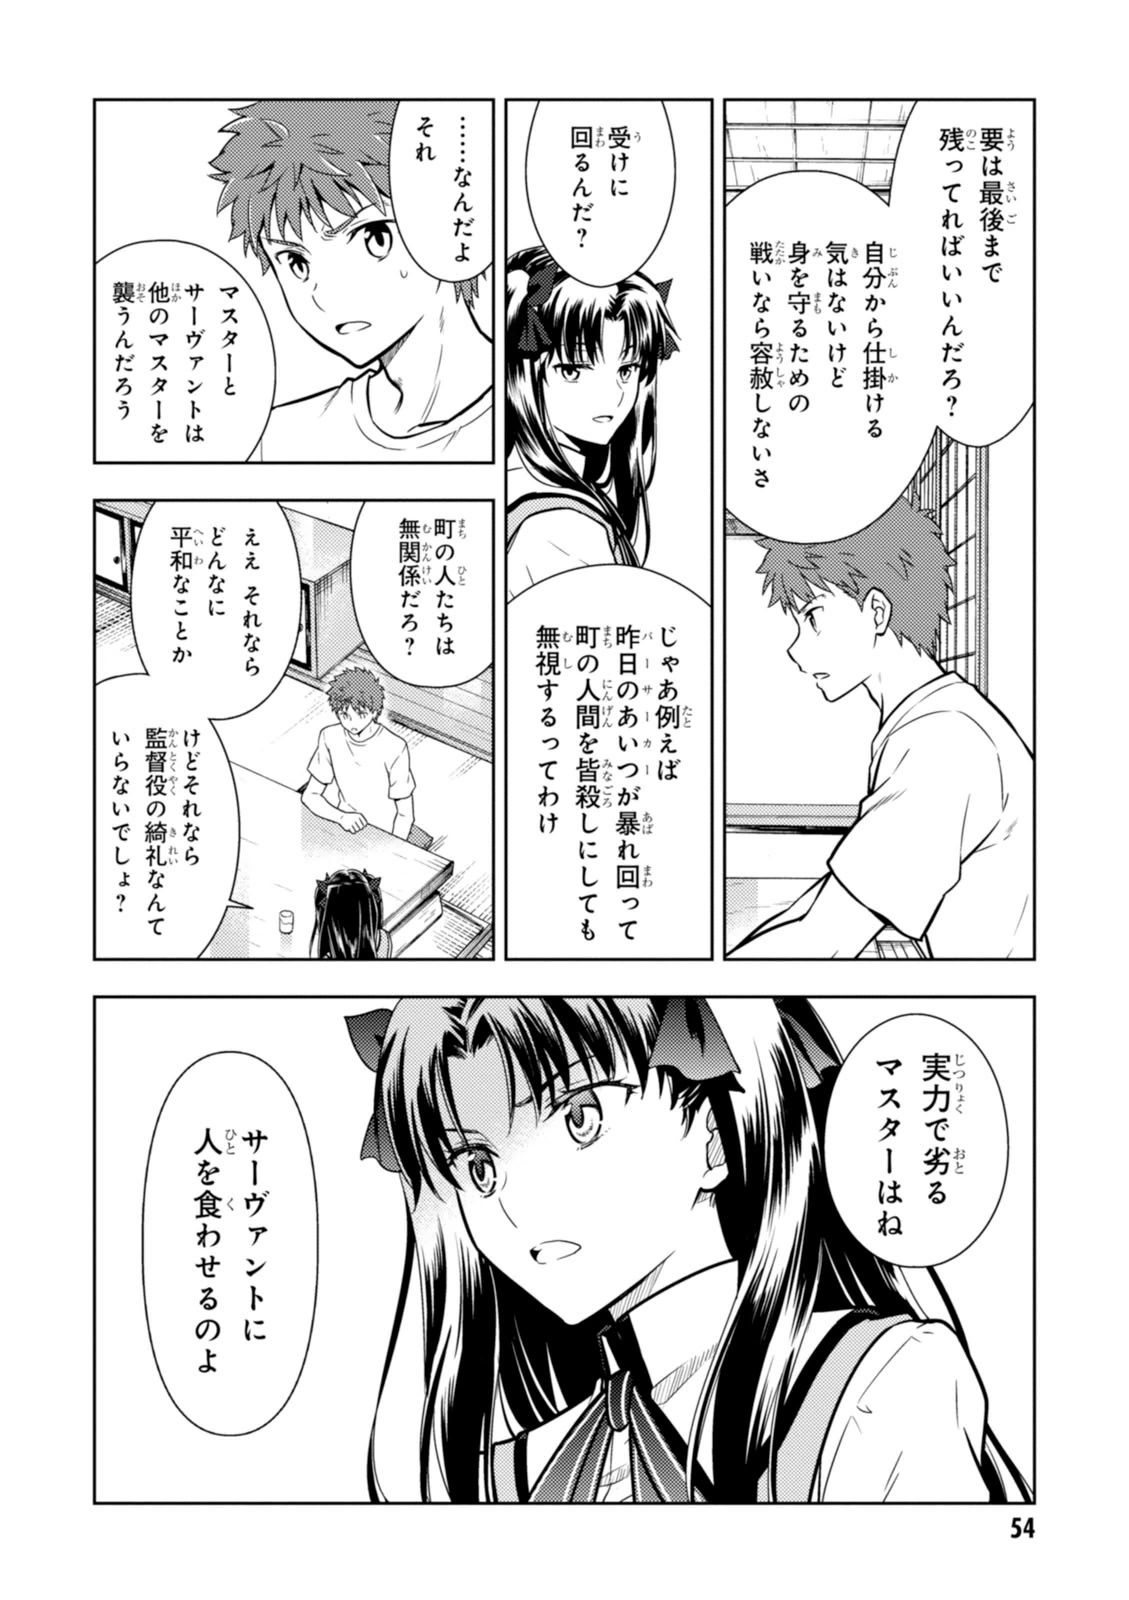 要は最後まで
残ってればいいんだろ？
自分から仕掛ける
気はないけど
身を守るための
戦いなら容赦しないさ
受けに
回るんだ？
じゃあ例えば
昨日のあいつが暴れ回って
町の人間を皆殺しにしても
無視するってわけ
……なんだよ
それ
マスターと
サーヴァントは
他のマスターを
襲うんだろう
町の人たちは
無関係だろ？
ええ それなら
どんなに
平和なことか
けどそれなら
監督役の綺礼なんて
いらないでしょ？
実力で劣る
マスターはね
サーヴァントに
人を食わせるのよ
54